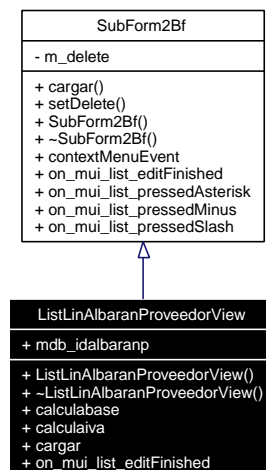 SubForm2Bf
- m_delete
+ cargar()
+ setDelete()
+ SubForm2Bf()
+ ~SubForm2Bf()
+ contextMenuEvent
+ on_mui_list_editFinished
+ on_mui_list_pressedAsterisk
+ on_mui_list_pressedMinus
+ on_mui_list_pressedSlash
ListLinAlbaranProveedorView
+ mdb_idalbaranp
+ ListLinAlbaranProveedorView()
+ ~ListLinAlbaranProveedorView()
+ calculabase
+ calculaiva
+ cargar
+ on_mui_list_editFinished